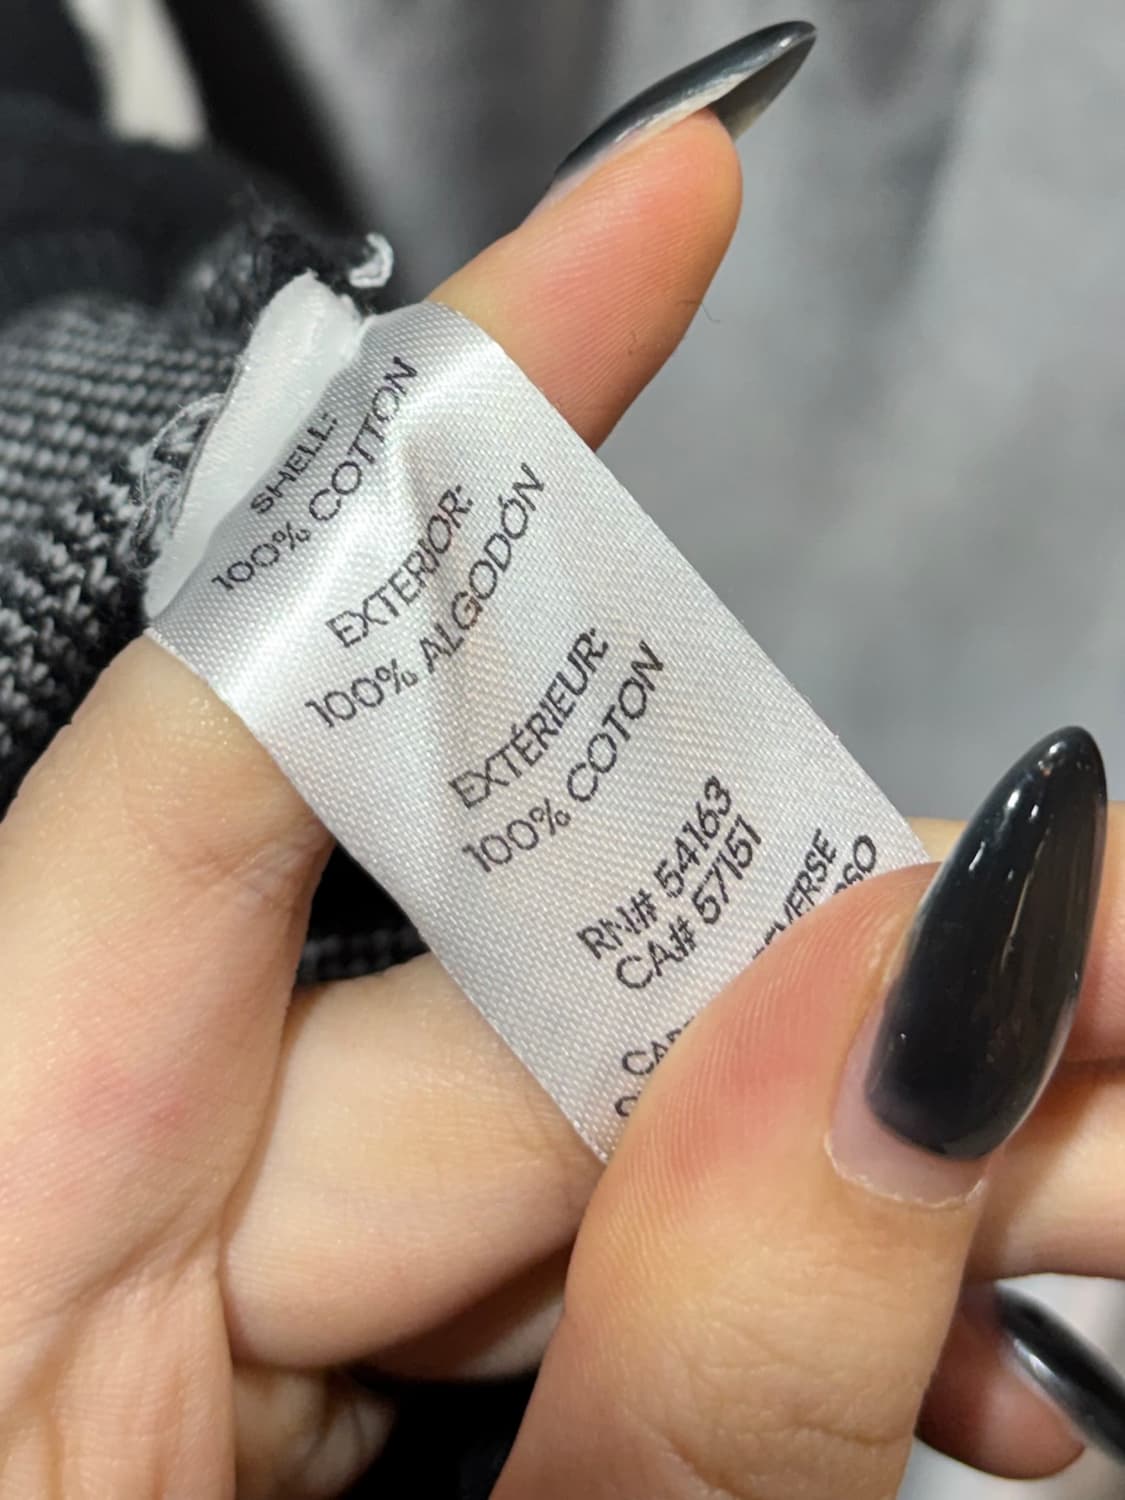 SHELL:
100% COTTON
EXTERIOR:
100% ALGODÓN
EXTÉRIEUR:
100% COTON
RN# 54163
CA# 57151